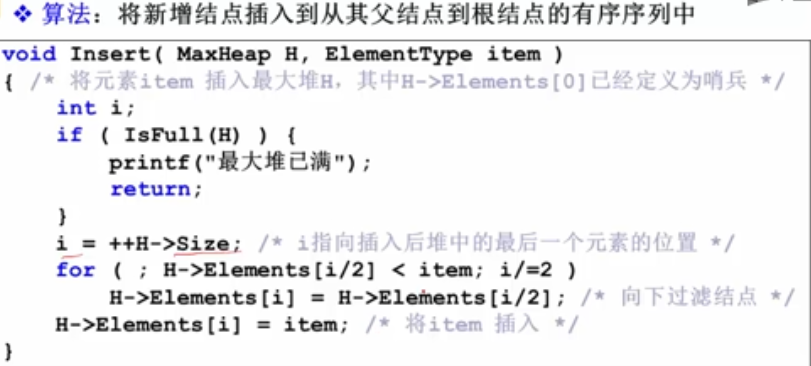 ❖ 算法：将新增结点插入到从其父结点到根结点的有序序列中
void Insert( MaxHeap H, ElementType item )
{ /* 将元素item 插入最大堆H，其中H->Elements[0]已经定义为哨兵 */
    int i;
    if ( IsFull(H) ) {
        printf("最大堆已满");
        return;
    }
    i = ++H->Size; /* i指向插入后堆中的最后一个元素的位置 */
    for ( ; H->Elements[i/2] < item; i/=2 )
        H->Elements[i] = H->Elements[i/2]; /* 向下过滤结点 */
    H->Elements[i] = item; /* 将item 插入 */
}